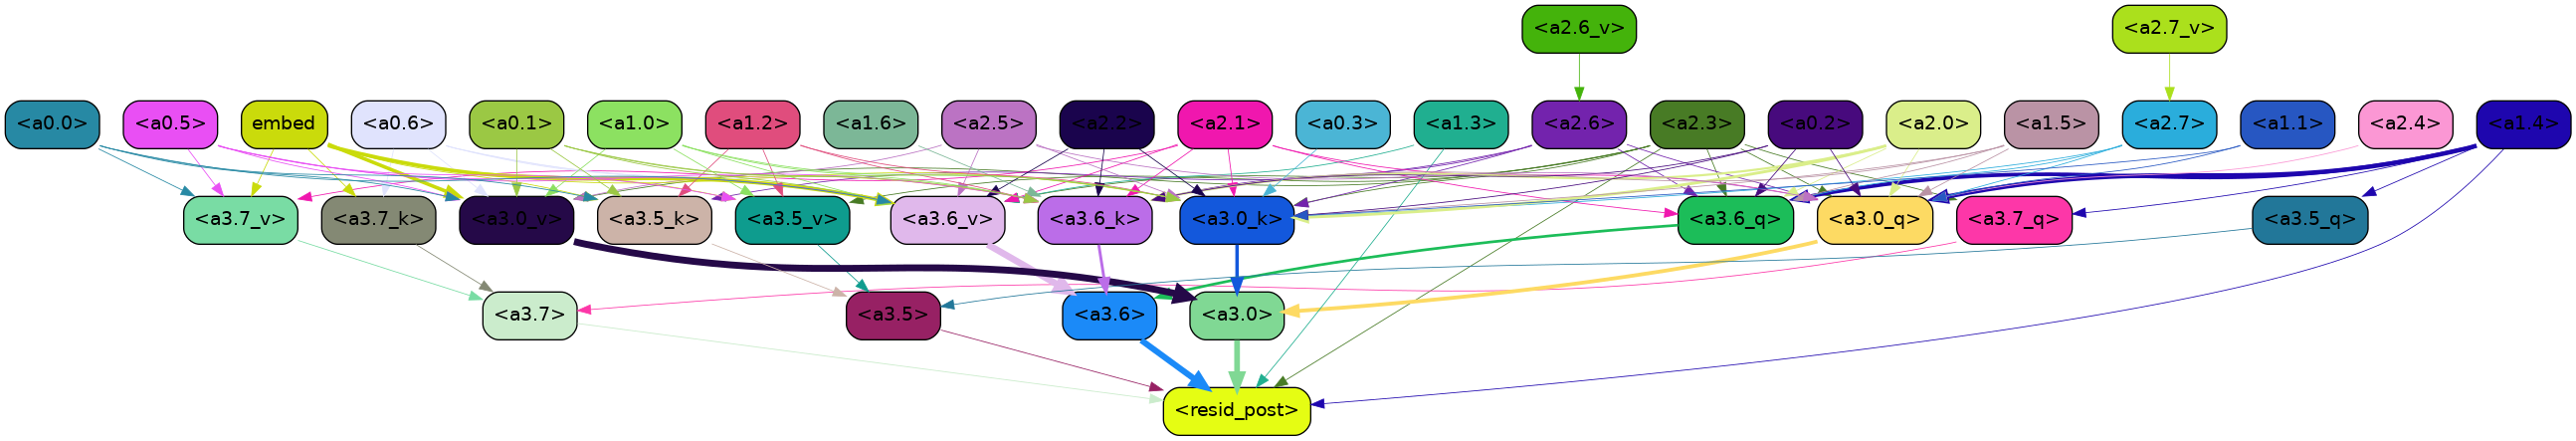 <a2.6_v> <a2.7_v>
<a0.0> <a0.5> embed <a0.6> <a0.1> <a1.0> <a1.2> <a1.6> <a2.5> <a2.2> <a2.1> <a0.3> <a1.3> <a2.6> <a2.3> <a0.2> <a2.0> <a1.5> <a2.7> <a1.1> <a2.4> <a1.4>
<a3.7_v> <a3.7_k> <a3.0_v> <a3.5_k> <a3.5_v> <a3.6_v> <a3.6_k> <a3.0_k> <a3.6_q> <a3.0_q> <a3.7_q> <a3.5_q>
<a3.7> <a3.5> <a3.6> <a3.0>
<resid_post>